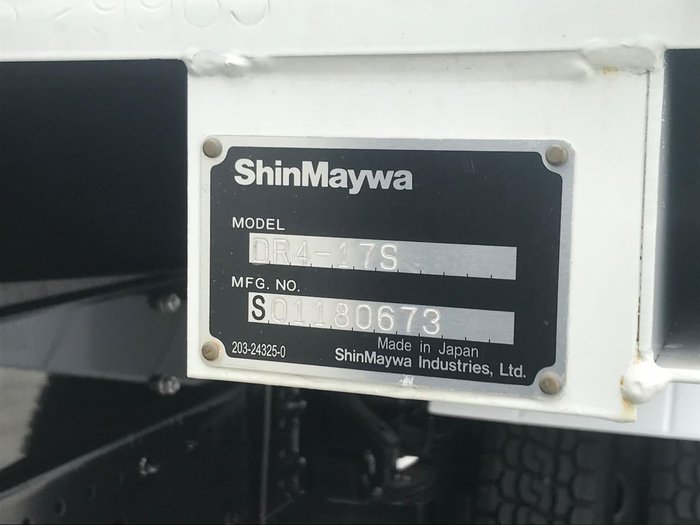 ShinMaywa
MODEL
DR4-17S
MFG. NO.
S01180673
203-24325-0
Made in Japan
ShinMaywa Industries, Ltd.